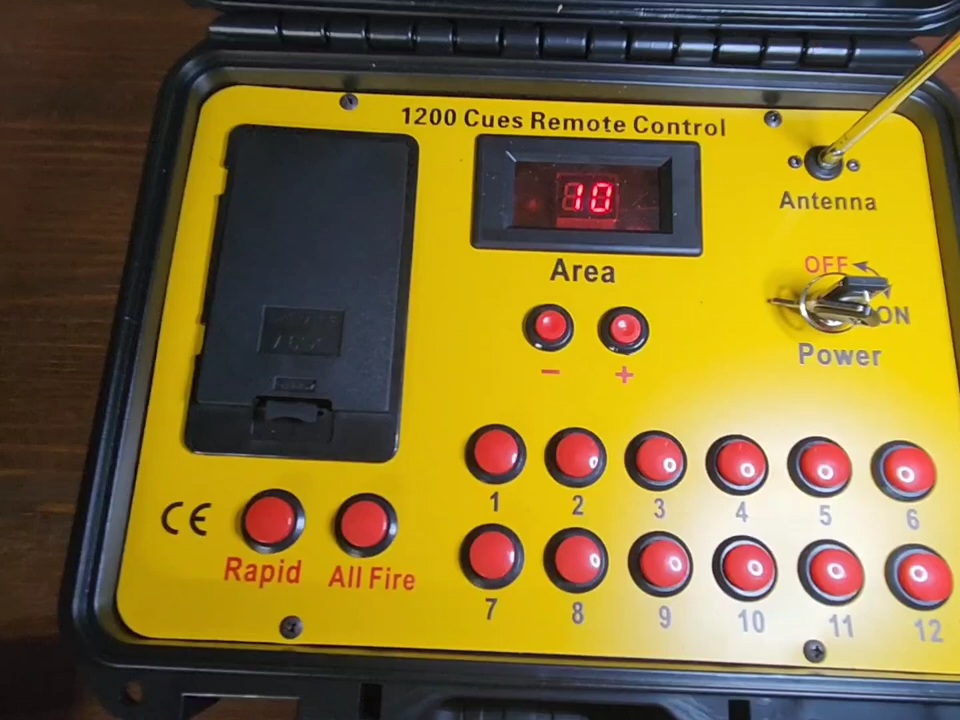 1200 Cues Remote Control
10
Area
- +
Antenna
OFF
ON
Power
1 2 3 4 5 6
CE
Rapid All Fire
7 8 9 10 11 12